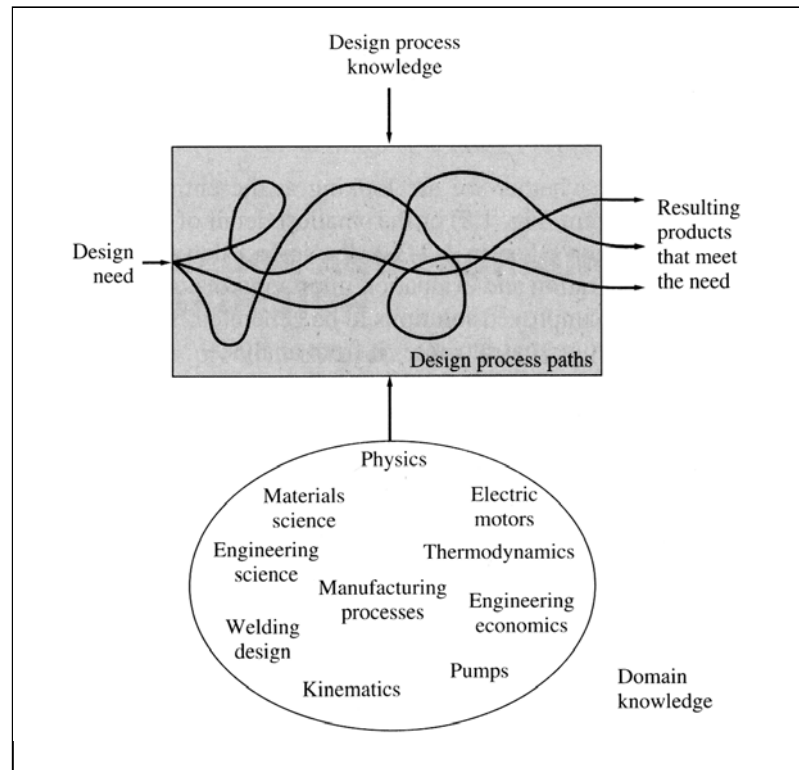 Design process
knowledge
Design
need
Resulting
products
that meet
the need
Design process paths
Physics
Materials
science
Electric
motors
Engineering
science
Thermodynamics
Manufacturing
processes
Engineering
economics
Welding
design
Pumps
Kinematics
Domain
knowledge